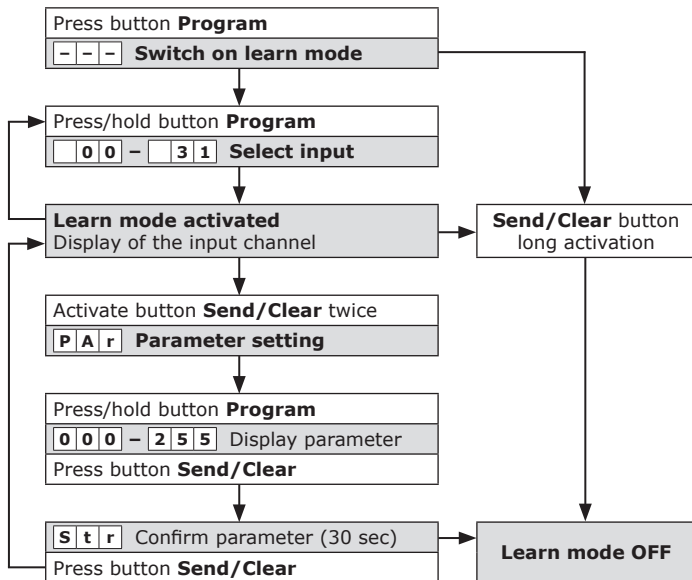 Press button Program
– – – Switch on learn mode
Press/hold button Program
0 0 – 3 1 Select input
Learn mode activated
Display of the input channel
Send/Clear button
long activation
Activate button Send/Clear twice
P A r Parameter setting
Press/hold button Program
0 0 0 – 2 5 5 Display parameter
Press button Send/Clear
S t r Confirm parameter (30 sec)
Press button Send/Clear
Learn mode OFF